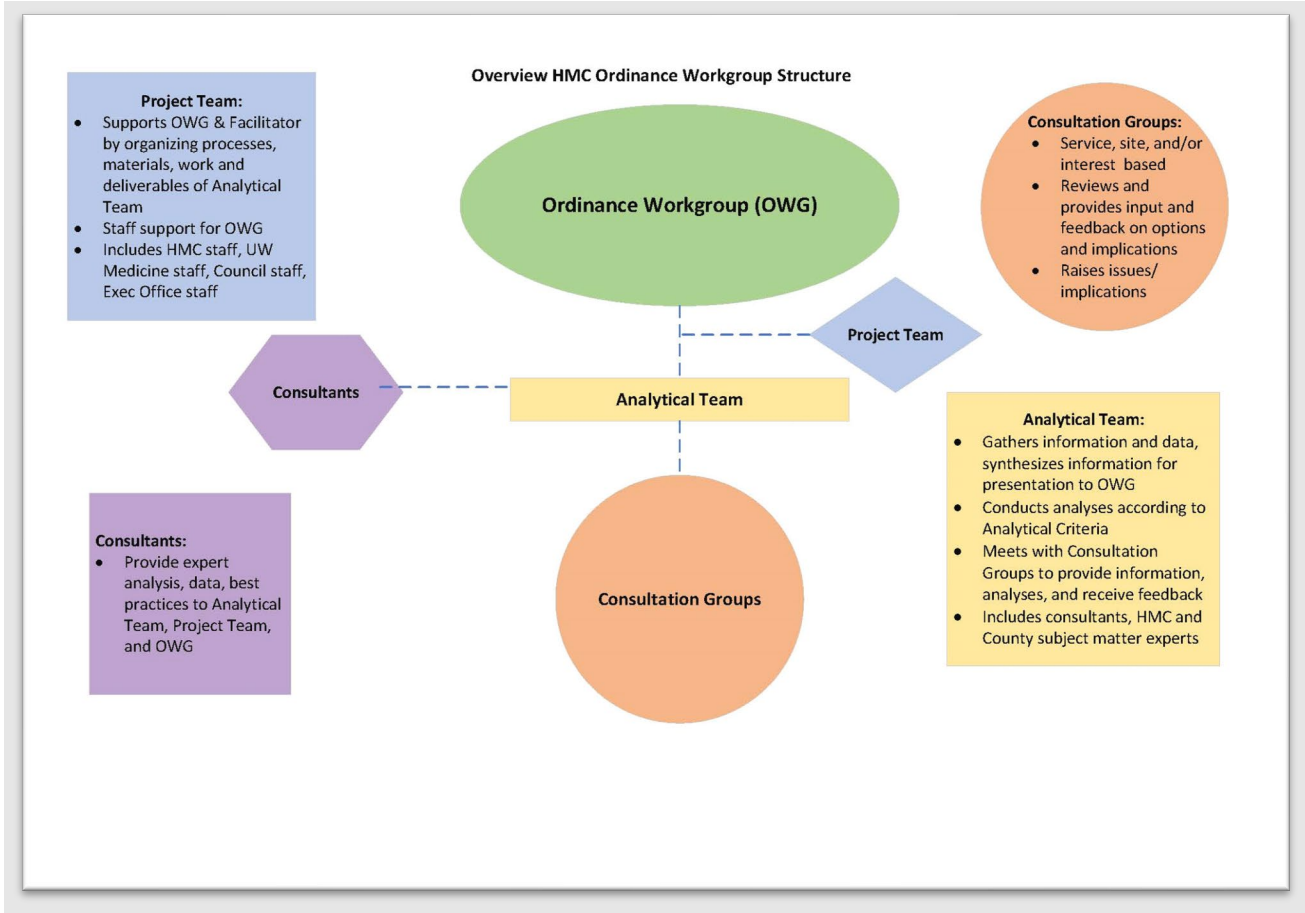 Overview HMC Ordinance Workgroup Structure
Project Team:
• Supports OWG & Facilitator
by organizing processes,
materials, work and
deliverables of Analytical
Team
• Staff support for OWG
• Includes HMC staff, UW
Medicine staff, Council staff,
Exec Office staff
Ordinance Workgroup (OWG)
Consultation Groups:
• Service, site, and/or
interest based
• Reviews and
provides input and
feedback on options
and implications
• Raises issues/
implications
Project Team
Consultants
Analytical Team
Analytical Team:
• Gathers information and data,
synthesizes information for
presentation to OWG
• Conducts analyses according to
Analytical Criteria
• Meets with Consultation
Groups to provide information,
analyses, and receive feedback
• Includes consultants, HMC and
County subject matter experts
Consultants:
• Provide expert
analysis, data, best
practices to Analytical
Team, Project Team,
and OWG
Consultation Groups